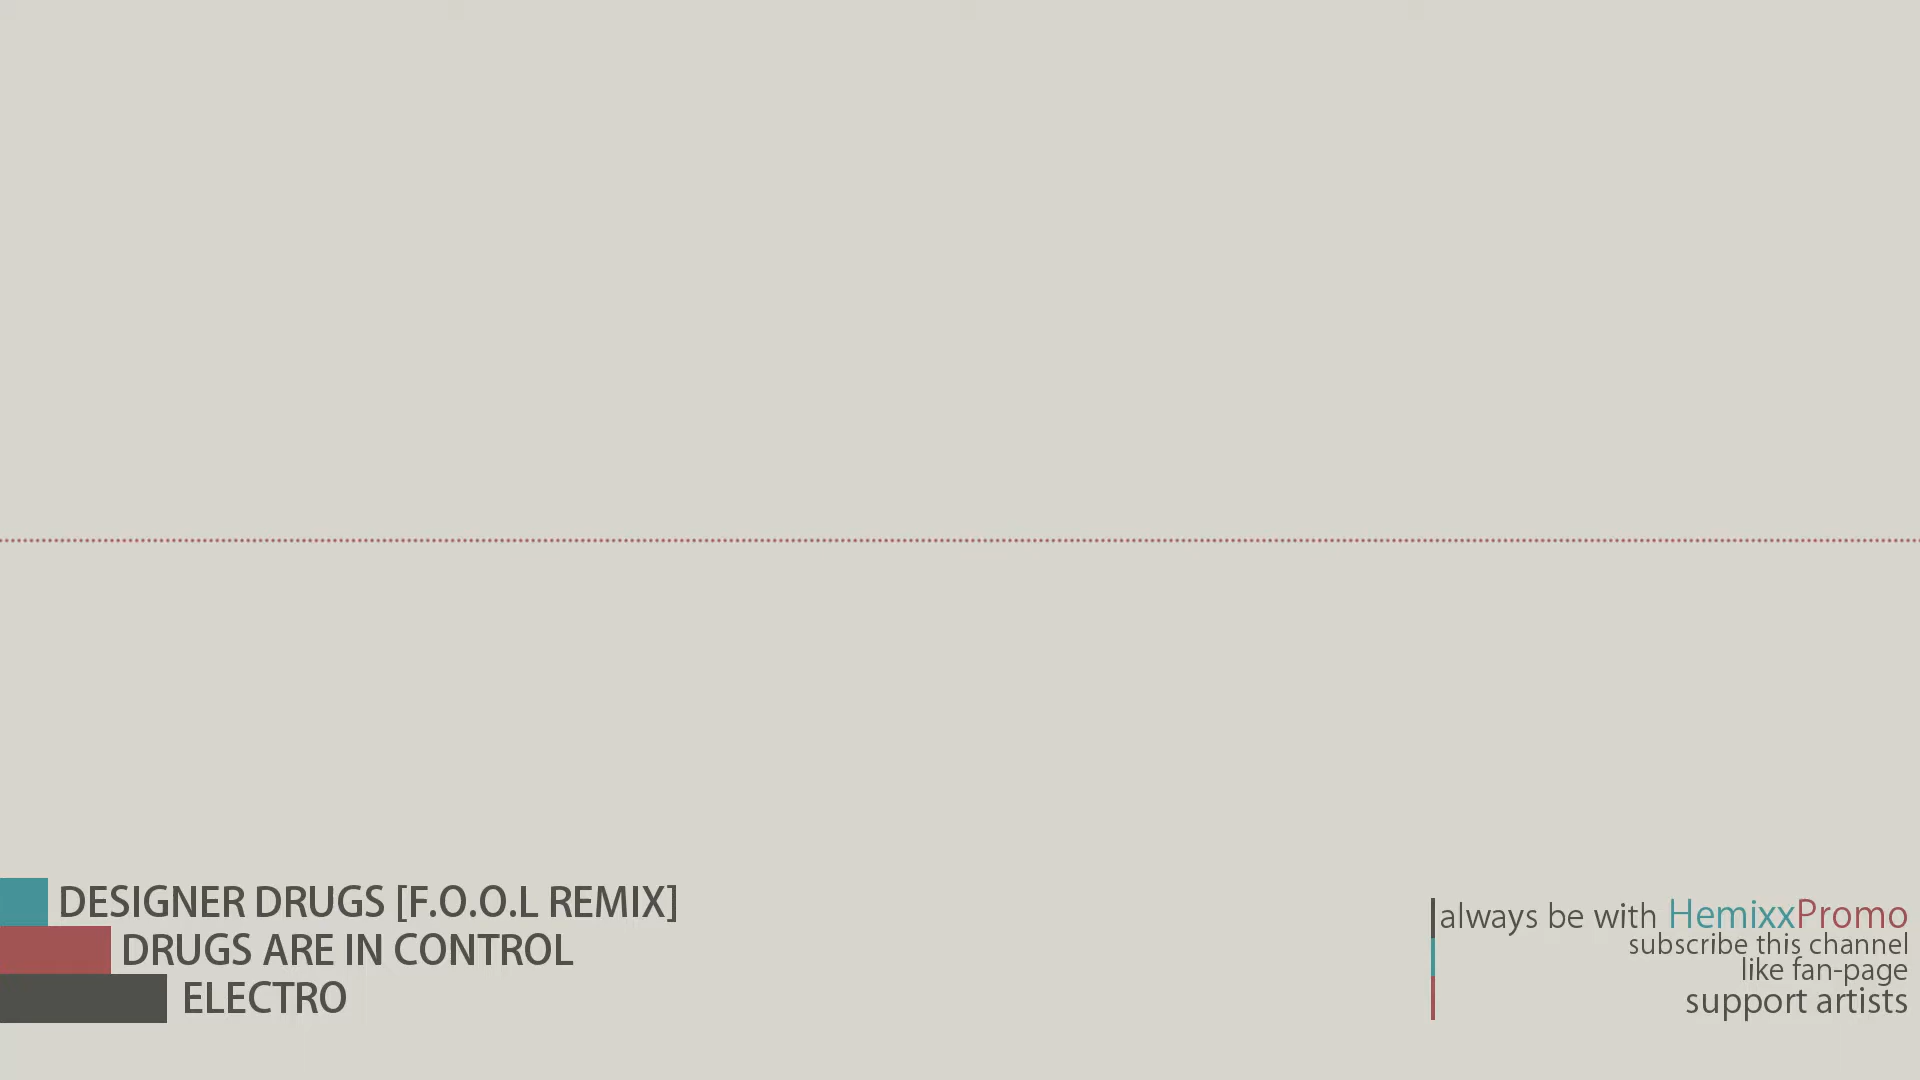 DESIGNER DRUGS [F.O.O.L REMIX]
DRUGS ARE IN CONTROL
ELECTRO
always be with HemixxPromo
subscribe this channel
like fan-page
support artists